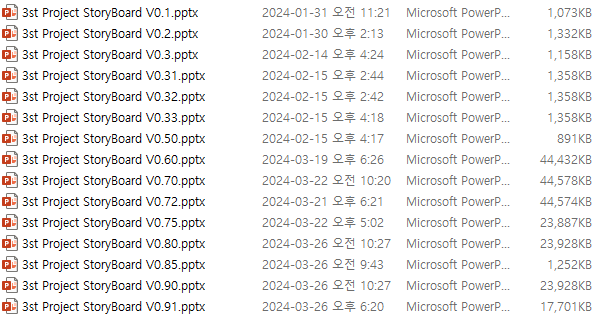 3st Project StoryBoard V0.1.pptx 2024-01-31 오전 11:21 Microsoft PowerP... 1,073KB
3st Project StoryBoard V0.2.pptx 2024-01-30 오후 2:13 Microsoft PowerP... 1,332KB
3st Project StoryBoard V0.3.pptx 2024-02-14 오후 4:24 Microsoft PowerP... 1,158KB
3st Project StoryBoard V0.31.pptx 2024-02-15 오후 2:44 Microsoft PowerP... 1,358KB
3st Project StoryBoard V0.32.pptx 2024-02-15 오후 2:42 Microsoft PowerP... 1,358KB
3st Project StoryBoard V0.33.pptx 2024-02-15 오후 4:18 Microsoft PowerP... 1,358KB
3st Project StoryBoard V0.50.pptx 2024-02-15 오후 4:17 Microsoft PowerP... 891KB
3st Project StoryBoard V0.60.pptx 2024-03-19 오후 6:26 Microsoft PowerP... 44,432KB
3st Project StoryBoard V0.70.pptx 2024-03-22 오전 10:20 Microsoft PowerP... 44,578KB
3st Project StoryBoard V0.72.pptx 2024-03-21 오후 6:21 Microsoft PowerP... 44,574KB
3st Project StoryBoard V0.75.pptx 2024-03-22 오후 5:02 Microsoft PowerP... 23,887KB
3st Project StoryBoard V0.80.pptx 2024-03-26 오전 10:27 Microsoft PowerP... 23,928KB
3st Project StoryBoard V0.85.pptx 2024-03-26 오전 9:43 Microsoft PowerP... 1,252KB
3st Project StoryBoard V0.90.pptx 2024-03-26 오전 10:27 Microsoft PowerP... 23,928KB
3st Project StoryBoard V0.91.pptx 2024-03-26 오후 6:20 Microsoft PowerP... 17,701KB